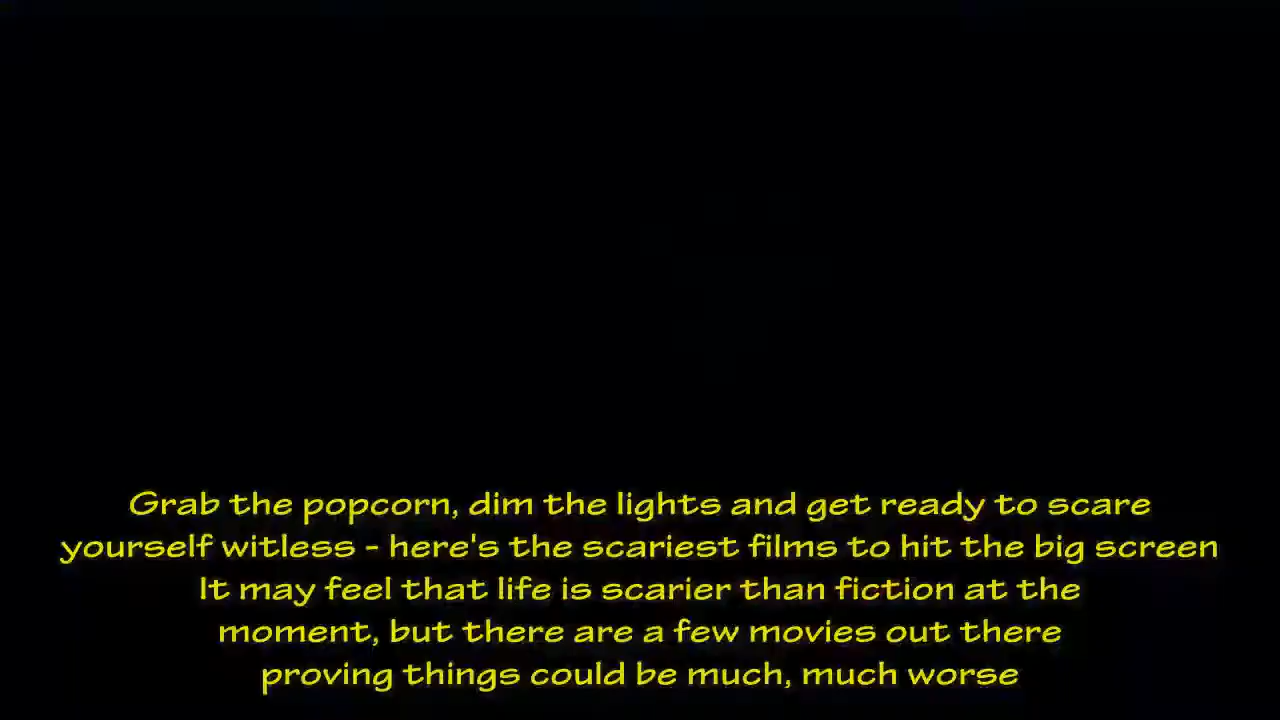 Grab the popcorn, dim the lights and get ready to scare
yourself witless - here's the scariest films to hit the big screen
It may feel that life is scarier than fiction at the
moment, but there are a few movies out there
proving things could be much, much worse